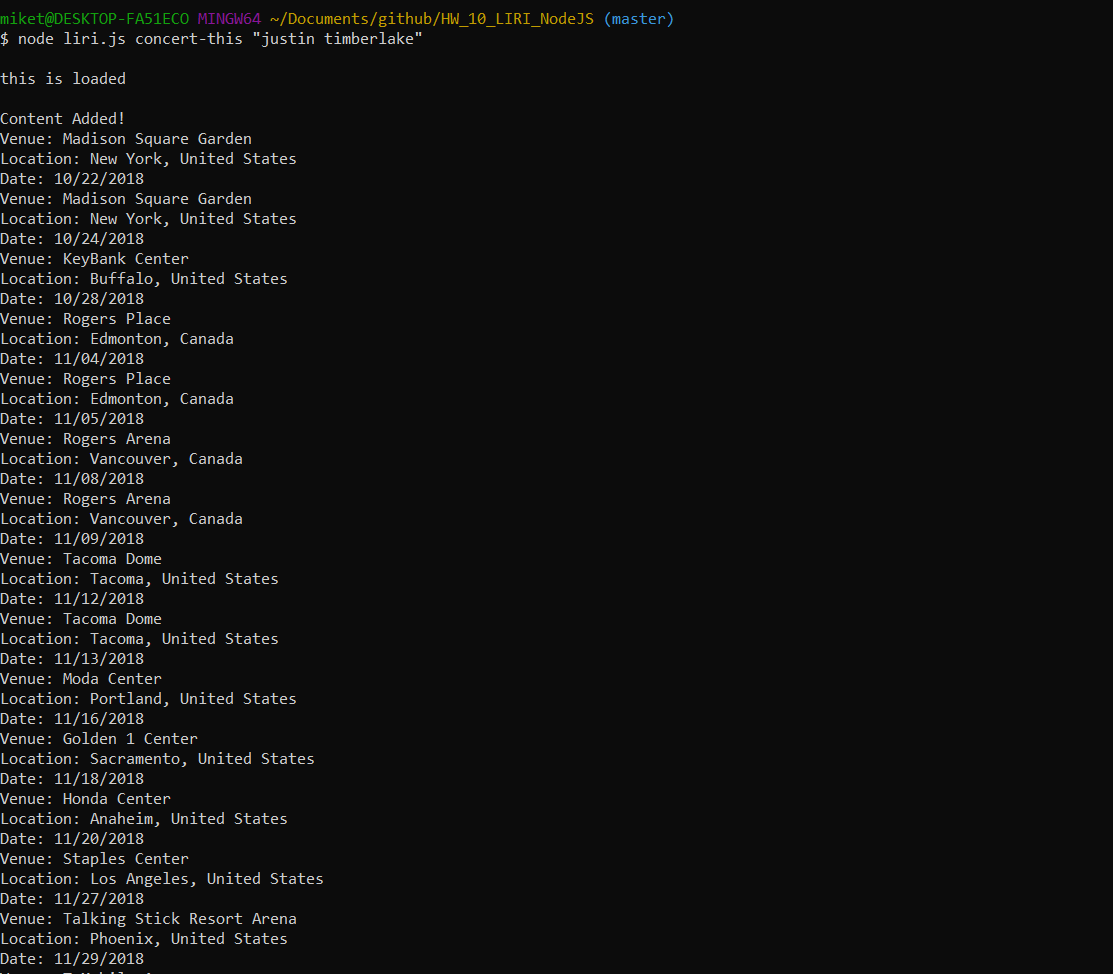 miket@DESKTOP-FA51ECO MINGW64 ~/Documents/github/HW_10_LIRI_NodeJS (master)
$ node liri.js concert-this "justin timberlake"
this is loaded
Content Added!
Venue: Madison Square Garden
Location: New York, United States
Date: 10/22/2018
Venue: Madison Square Garden
Location: New York, United States
Date: 10/24/2018
Venue: KeyBank Center
Location: Buffalo, United States
Date: 10/28/2018
Venue: Rogers Place
Location: Edmonton, Canada
Date: 11/04/2018
Venue: Rogers Place
Location: Edmonton, Canada
Date: 11/05/2018
Venue: Rogers Arena
Location: Vancouver, Canada
Date: 11/08/2018
Venue: Rogers Arena
Location: Vancouver, Canada
Date: 11/09/2018
Venue: Tacoma Dome
Location: Tacoma, United States
Date: 11/12/2018
Venue: Tacoma Dome
Location: Tacoma, United States
Date: 11/13/2018
Venue: Moda Center
Location: Portland, United States
Date: 11/16/2018
Venue: Golden 1 Center
Location: Sacramento, United States
Date: 11/18/2018
Venue: Honda Center
Location: Anaheim, United States
Date: 11/20/2018
Venue: Staples Center
Location: Los Angeles, United States
Date: 11/27/2018
Venue: Talking Stick Resort Arena
Location: Phoenix, United States
Date: 11/29/2018